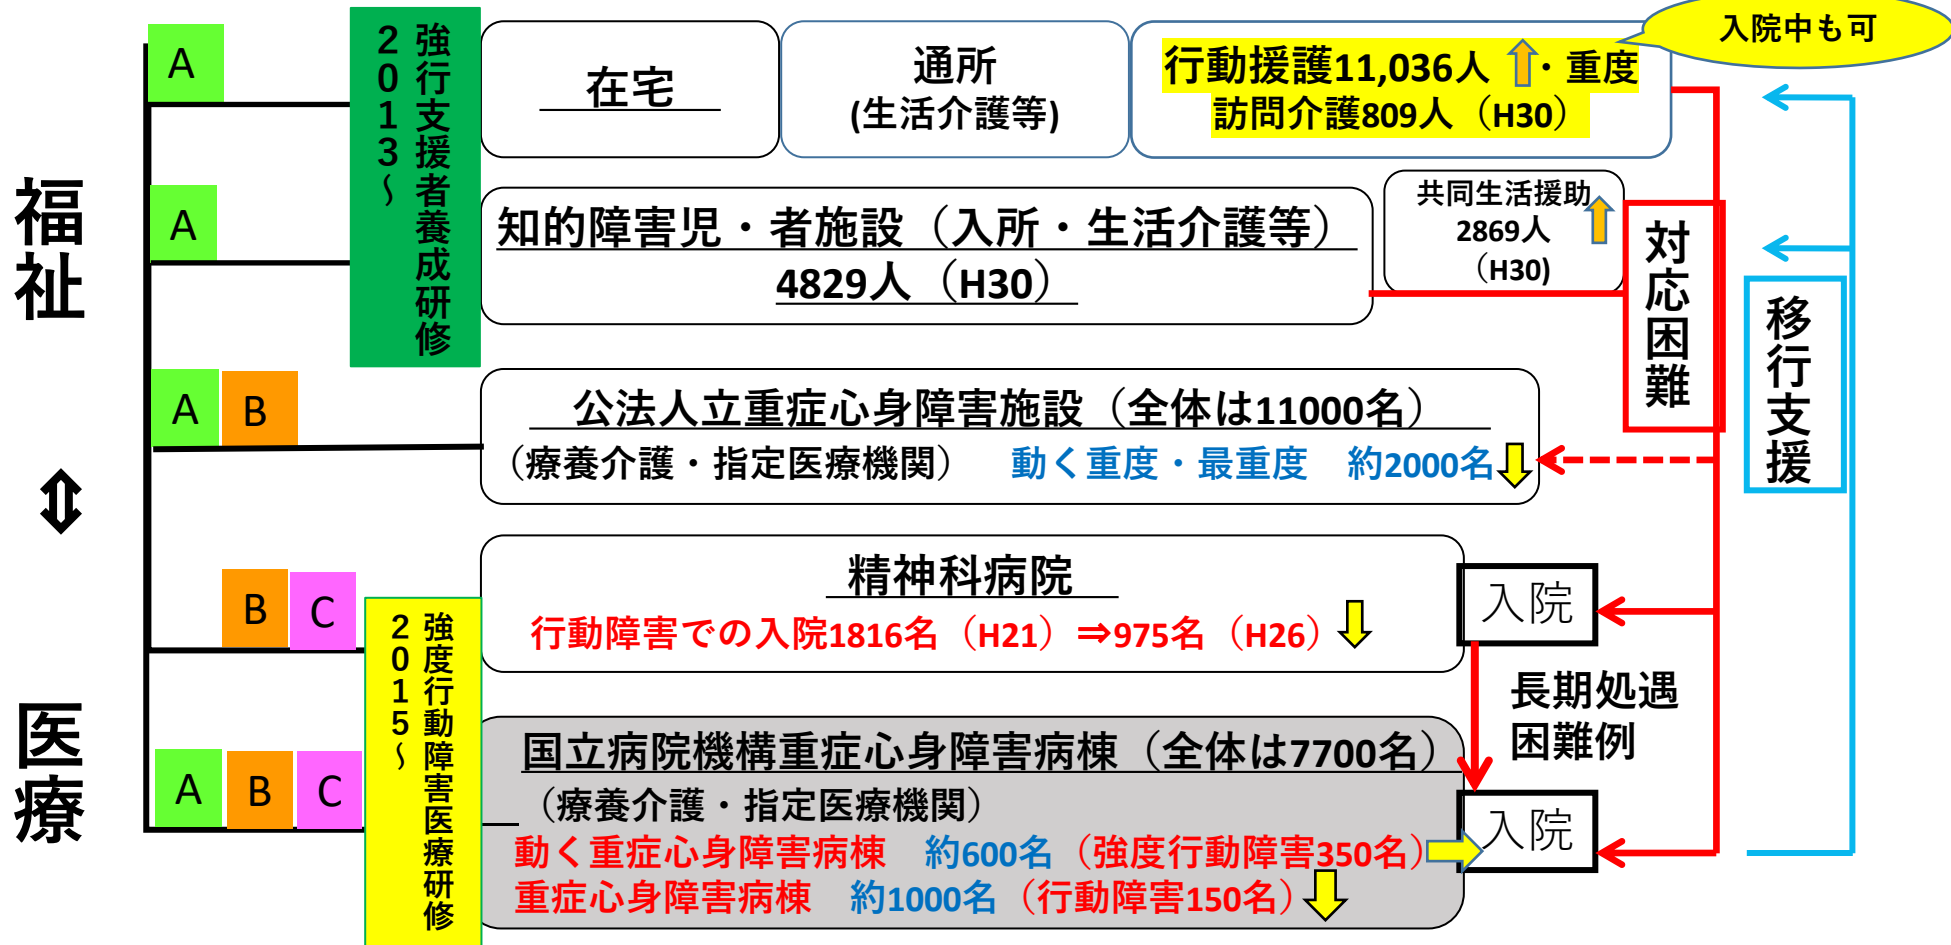 福祉
⇕
医療
A
A
A B
B C
A B C
強行支援者養成研修
2013～
強度行動障害医療研修
2015～
在宅
通所
(生活介護等)
入院中も可
行動援護11,036人 ・重度
訪問介護809人（H30）
知的障害児・者施設（入所・生活介護等）
4829人（H30）
共同生活援助
2869人
（H30)
対応困難
移行支援
公法人立重症心身障害施設（全体は11000名）
（療養介護・指定医療機関） 動く重度・最重度 約2000名
精神科病院
行動障害での入院1816名（H21）⇒975名（H26）
入院
長期処遇
困難例
国立病院機構重症心身障害病棟（全体は7700名）
（療養介護・指定医療機関）
動く重症心身障害病棟 約600名（強度行動障害350名）
重症心身障害病棟 約1000名（行動障害150名）
入院